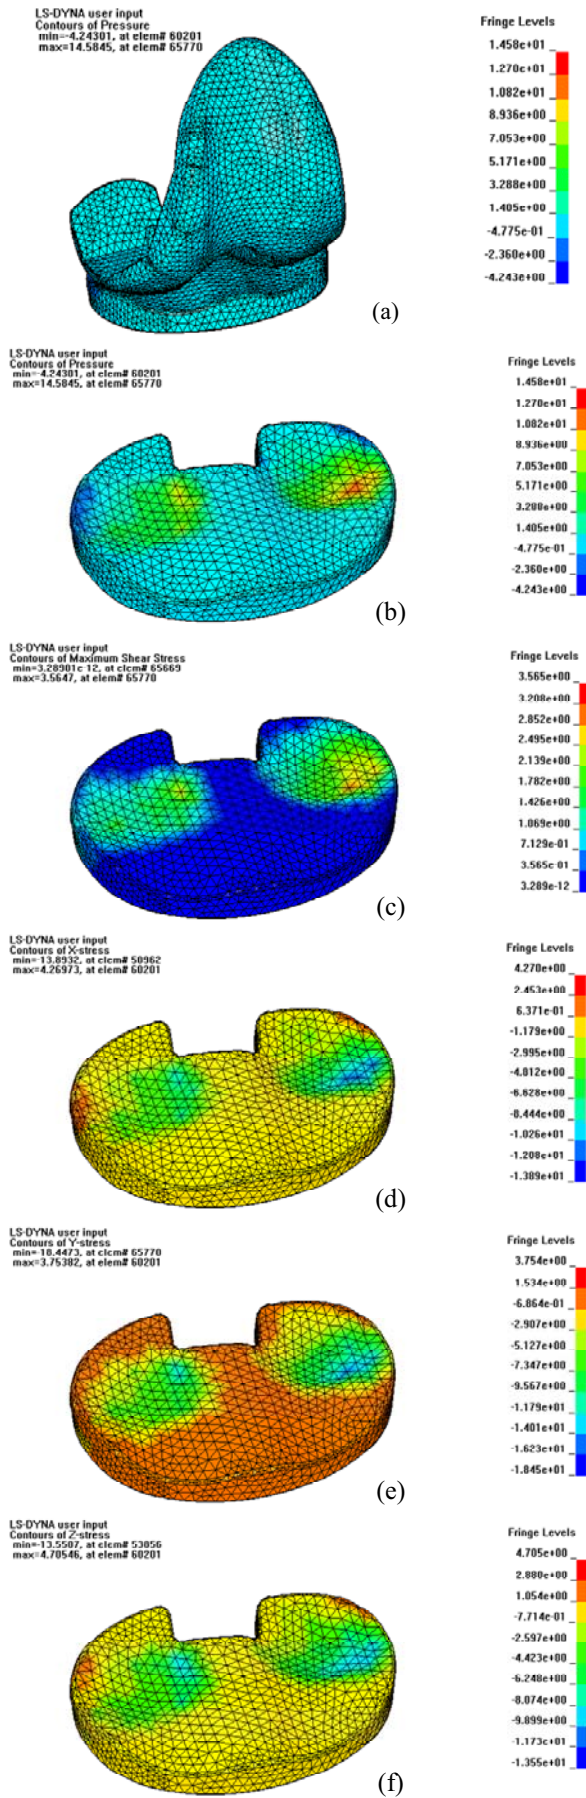 LS-DYNA user input
Contours of Pressure
min=-4.24301, at elem# 60201
max=14.5845, at elem# 65770
Fringe Levels
1.458e+01
1.270e+01
1.082e+01
8.936e+00
7.053e+00
5.171e+00
3.288e+00
1.405e+00
-4.775e-01
-2.360e+00
-4.243e+00
(a)
LS-DYNA user input
Contours of Pressure
min=-4.24301, at elem# 60201
max=14.5845, at elem# 65770
Fringe Levels
1.458e+01
1.270e+01
1.082e+01
8.936e+00
7.053e+00
5.171e+00
3.288e+00
1.405e+00
-4.775e-01
-2.360e+00
-4.243e+00
(b)
LS-DYNA user input
Contours of Maximum Shear Stress
min=3.28901e-12, at elem# 65669
max=3.5647, at elem# 65770
Fringe Levels
3.565e+00
3.208e+00
2.852e+00
2.495e+00
2.139e+00
1.782e+00
1.426e+00
1.069e+00
7.129e-01
3.565e-01
3.289e-12
(c)
LS-DYNA user input
Contours of X-stress
min=-13.8932, at elem# 50962
max=4.26973, at elem# 60201
Fringe Levels
4.270e+00
2.453e+00
6.371e-01
-1.179e+00
-2.995e+00
-4.812e+00
-6.628e+00
-8.444e+00
-1.026e+01
-1.208e+01
-1.389e+01
(d)
LS-DYNA user input
Contours of Y-stress
min=-18.4473, at elem# 65770
max=3.75382, at elem# 60201
Fringe Levels
3.754e+00
1.534e+00
-6.864e-01
-2.907e+00
-5.127e+00
-7.347e+00
-9.567e+00
-1.179e+01
-1.401e+01
-1.623e+01
-1.845e+01
(e)
LS-DYNA user input
Contours of Z-stress
min=-13.5507, at elem# 53056
max=4.70546, at elem# 60201
Fringe Levels
4.705e+00
2.880e+00
1.054e+00
-7.714e-01
-2.597e+00
-4.423e+00
-6.248e+00
-8.074e+00
-9.899e+00
-1.173e+01
-1.355e+01
(f)